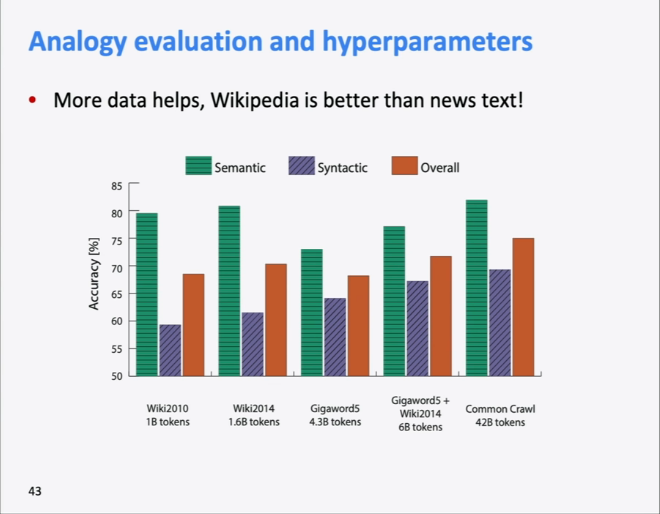 Analogy evaluation and hyperparameters
• More data helps, Wikipedia is better than news text!
Semantic Syntactic Overall
Accuracy [%]
85
80
75
70
65
60
55
50
Wiki2010
1B tokens
Wiki2014
1.6B tokens
Gigaword5
4.3B tokens
Gigaword5 +
Wiki2014
6B tokens
Common Crawl
42B tokens
43